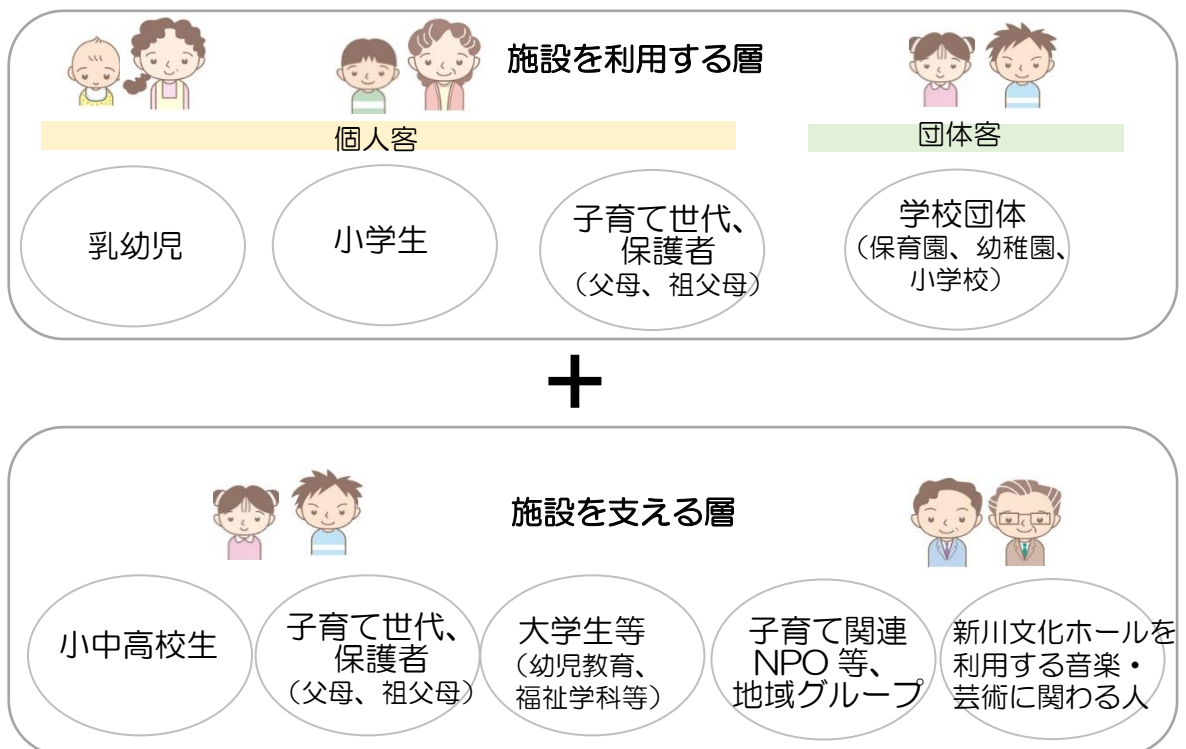 施設を利用する層
個人客
団体客
乳幼児
小学生
子育て世代、
保護者
（父母、祖父母）
学校団体
（保育園、幼稚園、
小学校）
＋
施設を支える層
小中高校生
子育て世代、
保護者
（父母、祖父母）
大学生等
（幼児教育、
福祉学科等）
子育て関連
NPO 等、
地域グループ
新川文化ホールを
利用する音楽・
芸術に関わる人